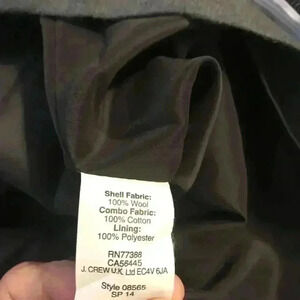 Shell Fabric:
100% Wool
Combo Fabric:
100% Cotton
Lining:
100% Polyester
RN77388
CA56445
J. CREW U.K. Ltd EC4V 6JA
Style 08565
SP 14